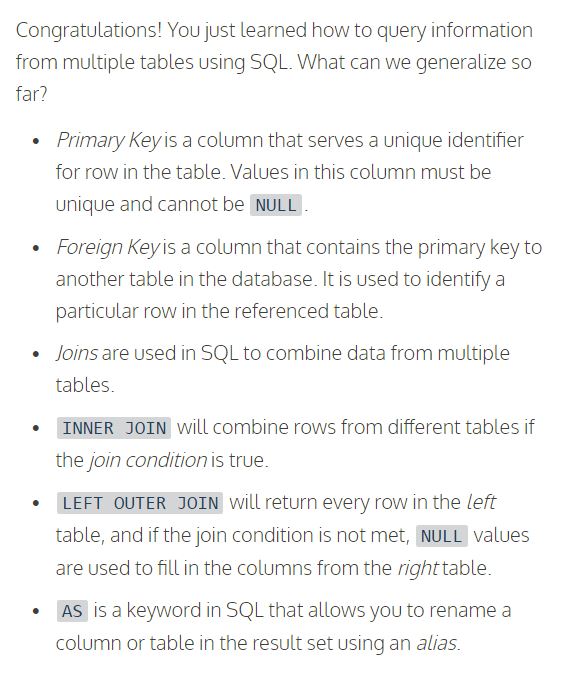 Congratulations! You just learned how to query information
from multiple tables using SQL. What can we generalize so
far?
• Primary Key is a column that serves a unique identifier
for row in the table. Values in this column must be
unique and cannot be NULL.
• Foreign Key is a column that contains the primary key to
another table in the database. It is used to identify a
particular row in the referenced table.
• Joins are used in SQL to combine data from multiple
tables.
• INNER JOIN will combine rows from different tables if
the join condition is true.
• LEFT OUTER JOIN will return every row in the left
table, and if the join condition is not met, NULL values
are used to fill in the columns from the right table.
• AS is a keyword in SQL that allows you to rename a
column or table in the result set using an alias.